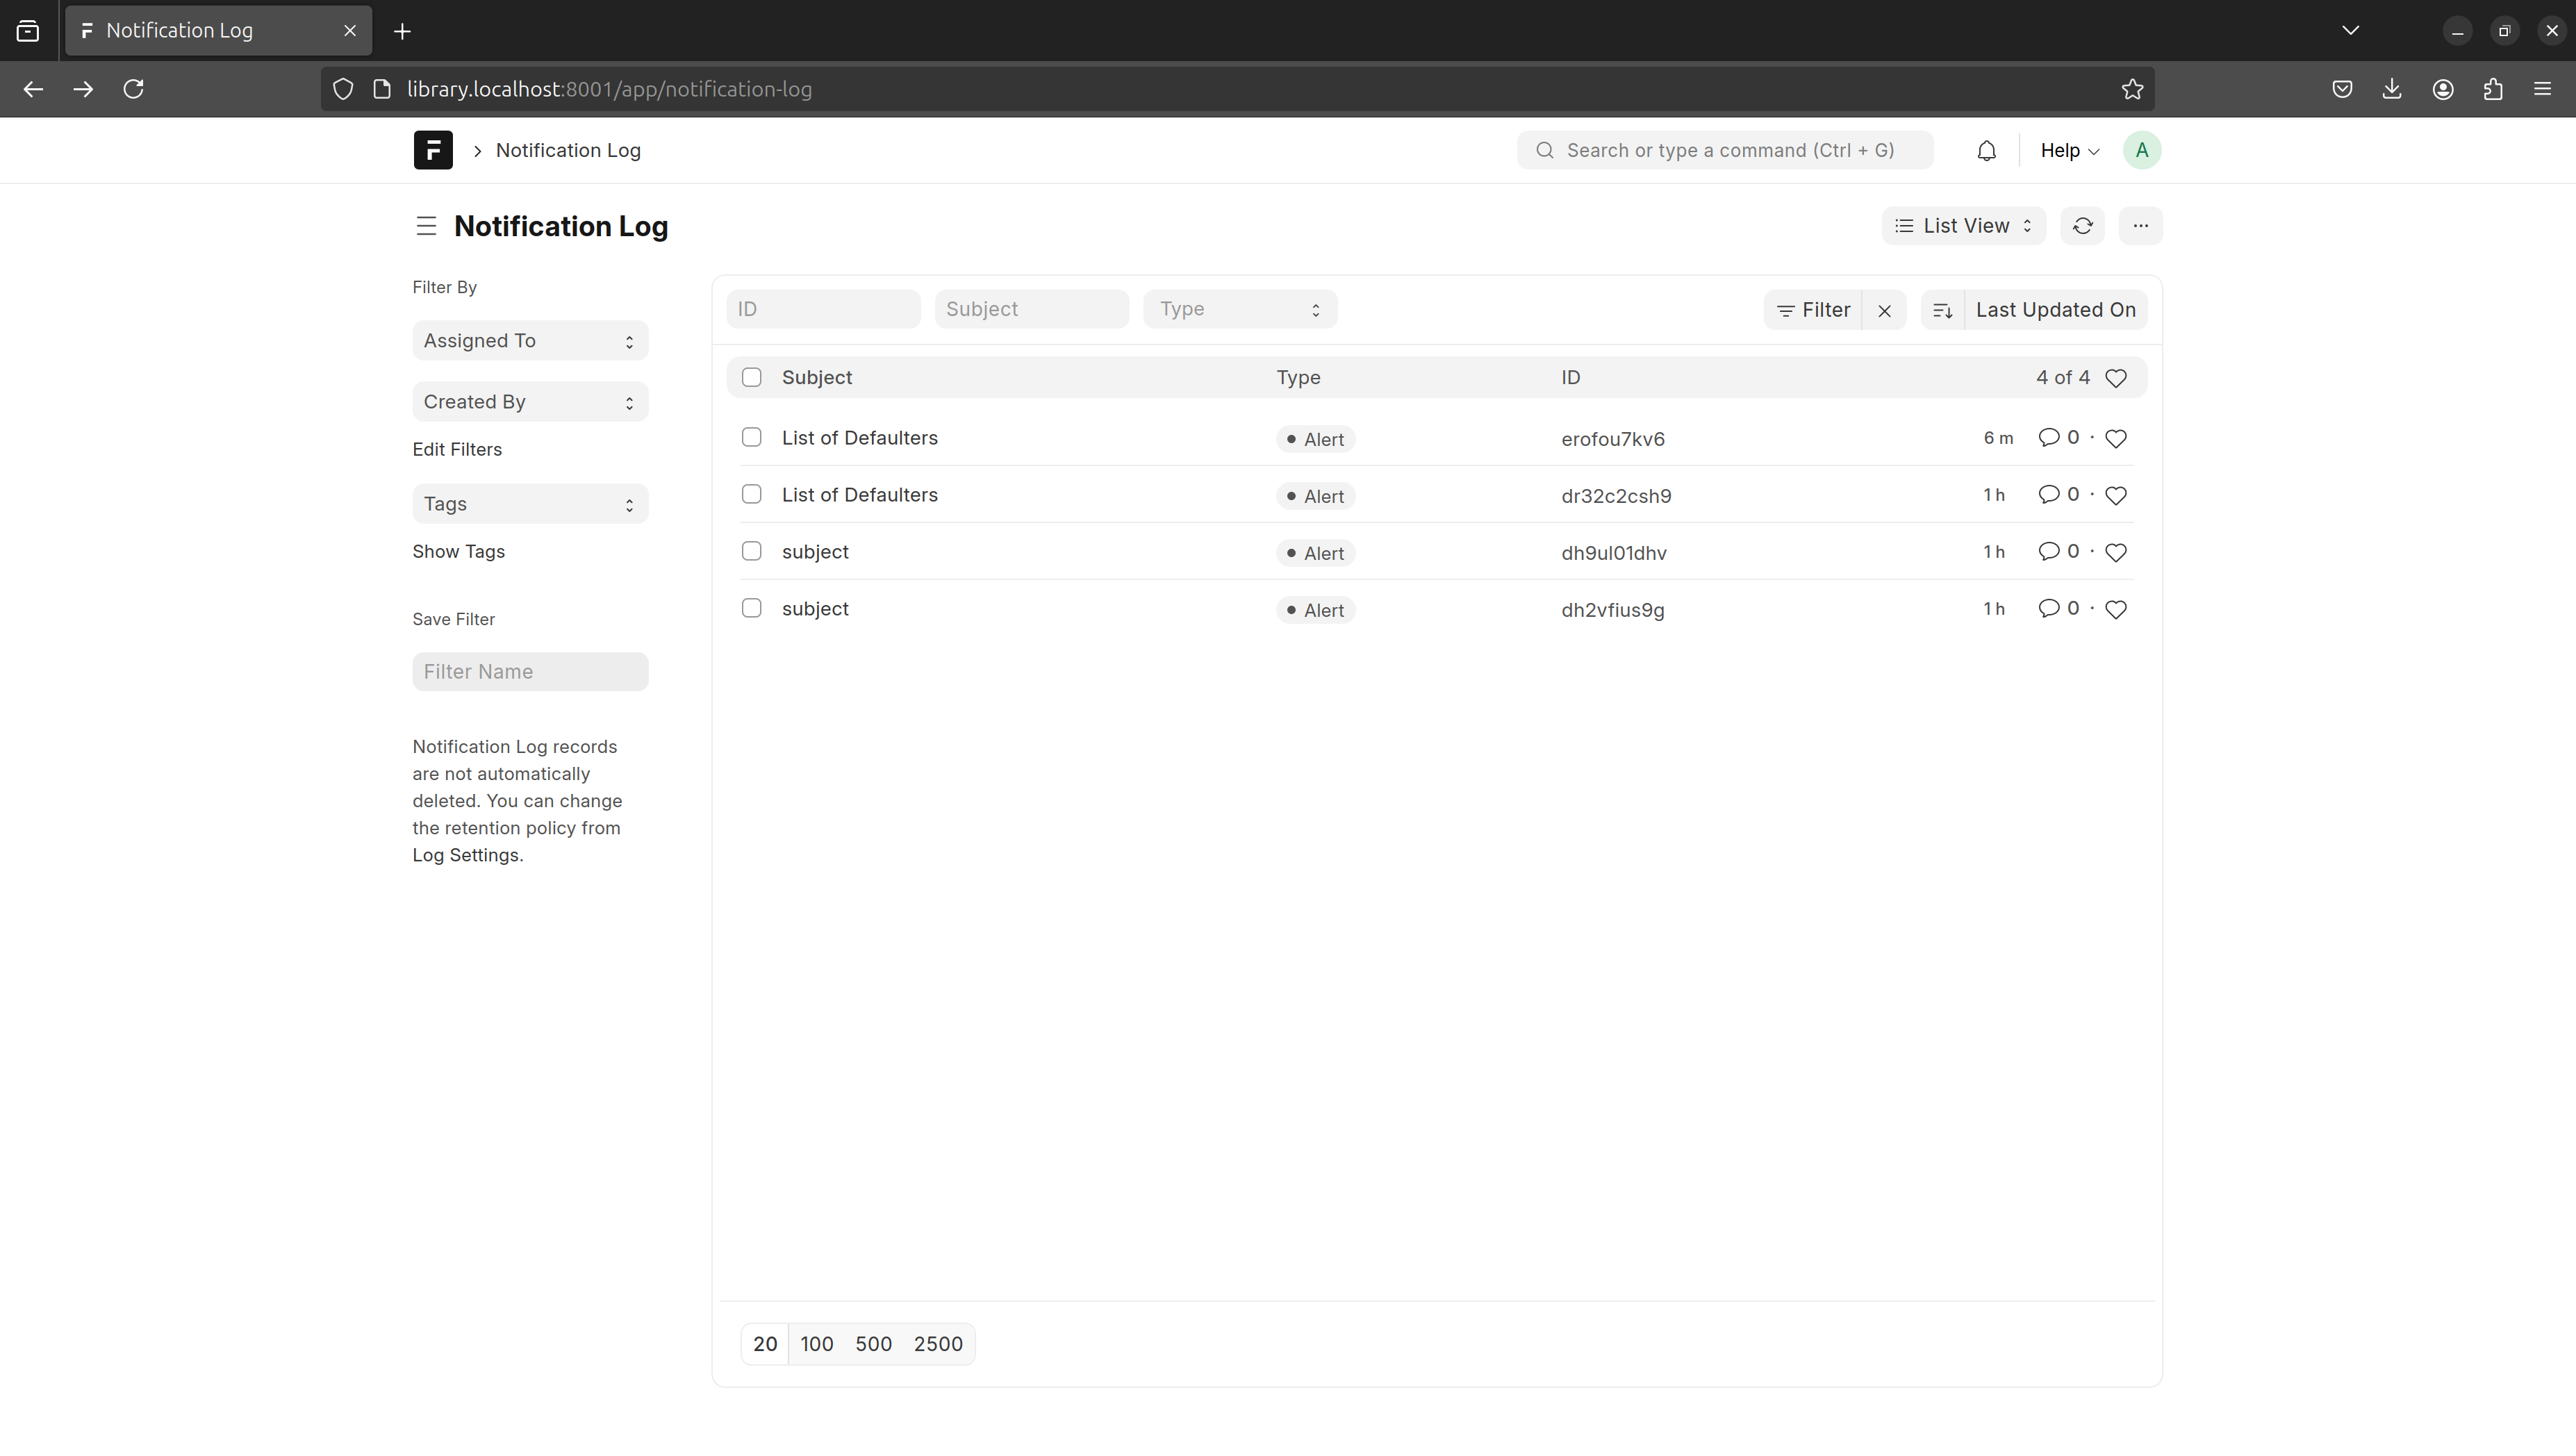 Notification Log
library.localhost:8001/app/notification-log
Notification Log
Search or type a command (Ctrl + G)
Help
A
Notification Log
List View
Filter By
Assigned To
Created By
Edit Filters
Tags
Show Tags
Save Filter
Filter Name
Notification Log records
are not automatically
deleted. You can change
the retention policy from
Log Settings.
ID
Subject
Type
Filter
Last Updated On
Subject Type ID 4 of 4
List of Defaulters Alert erofou7kv6 6 m 0 ·
List of Defaulters Alert dr32c2csh9 1 h 0 ·
subject Alert dh9ul01dhv 1 h 0 ·
subject Alert dh2vfius9g 1 h 0 ·
20 100 500 2500